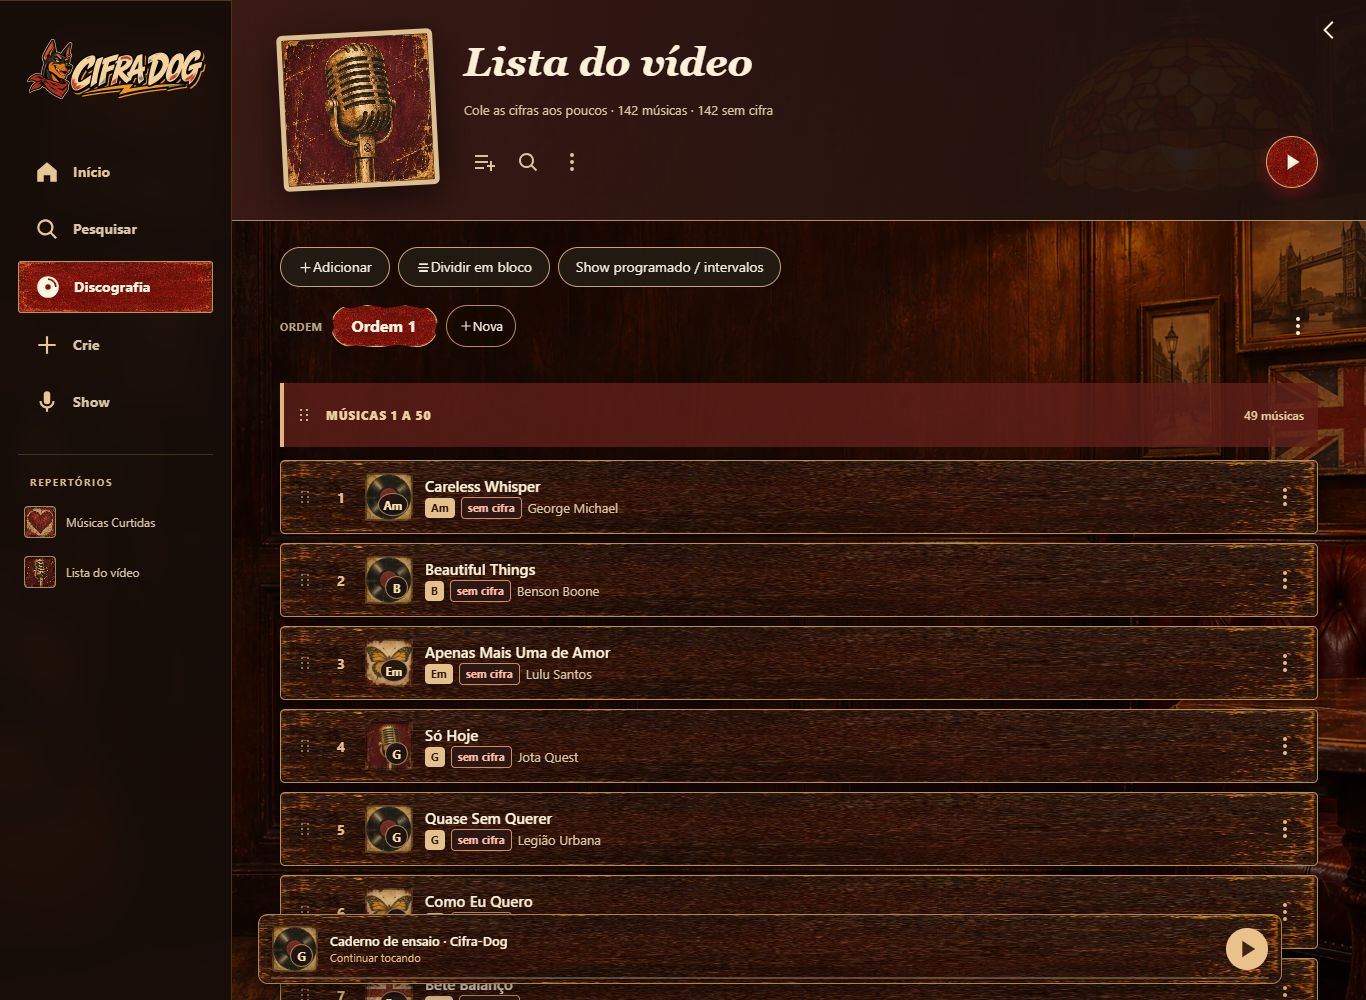 CIFRA DOG
Início
Pesquisar
Discografia
Crie
Show
REPERTÓRIOS
Músicas Curtidas
Lista do vídeo
Lista do vídeo
Cole as cifras aos poucos · 142 músicas · 142 sem cifra
+Adicionar
Dividir em bloco
Show programado / intervalos
ORDEM
Ordem 1
+Nova
MÚSICAS 1 A 50
49 músicas
1
Am
Careless Whisper
Am sem cifra George Michael
2
B
Beautiful Things
B sem cifra Benson Boone
3
Em
Apenas Mais Uma de Amor
Em sem cifra Lulu Santos
4
G
Só Hoje
G sem cifra Jota Quest
5
G
Quase Sem Querer
G sem cifra Legião Urbana
6
Como Eu Quero
G
Caderno de ensaio · Cifra-Dog
Continuar tocando
7
Bete Balanço